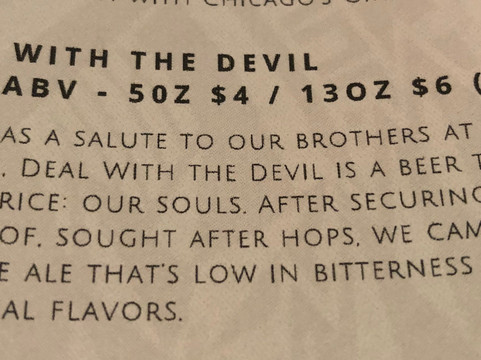 WITH CHICAGO'S
WITH THE DEVIL
ABV - 5OZ $4 / 13OZ $6 (
AS A SALUTE TO OUR BROTHERS AT
. DEAL WITH THE DEVIL IS A BEER T
RICE: OUR SOULS. AFTER SECURING
OF, SOUGHT AFTER HOPS, WE CAM
E ALE THAT'S LOW IN BITTERNESS
AL FLAVORS.